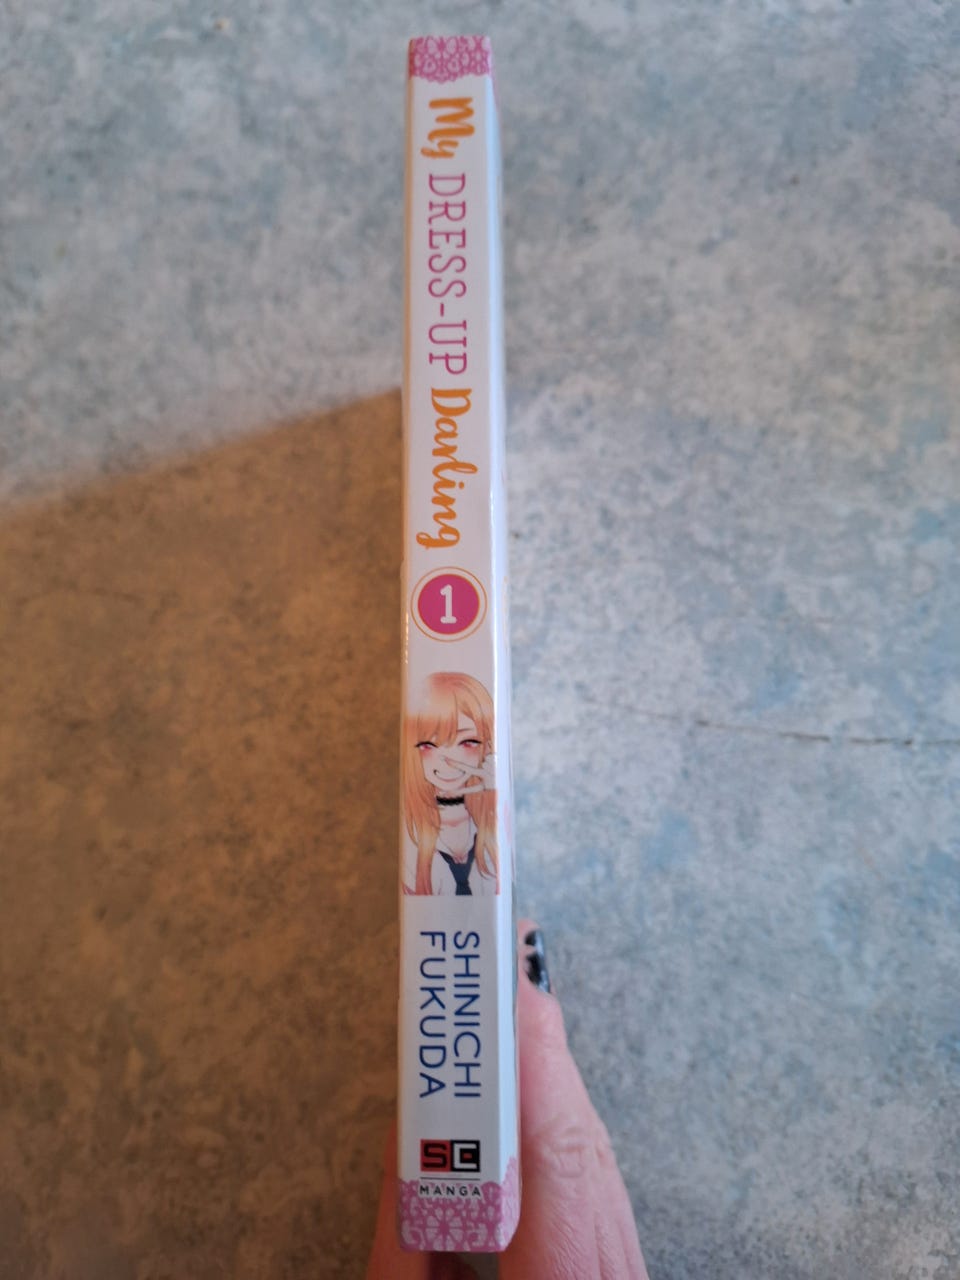 My DRESS-UP Darling
1
SHINICHI
FUKUDA
SE
MANGA